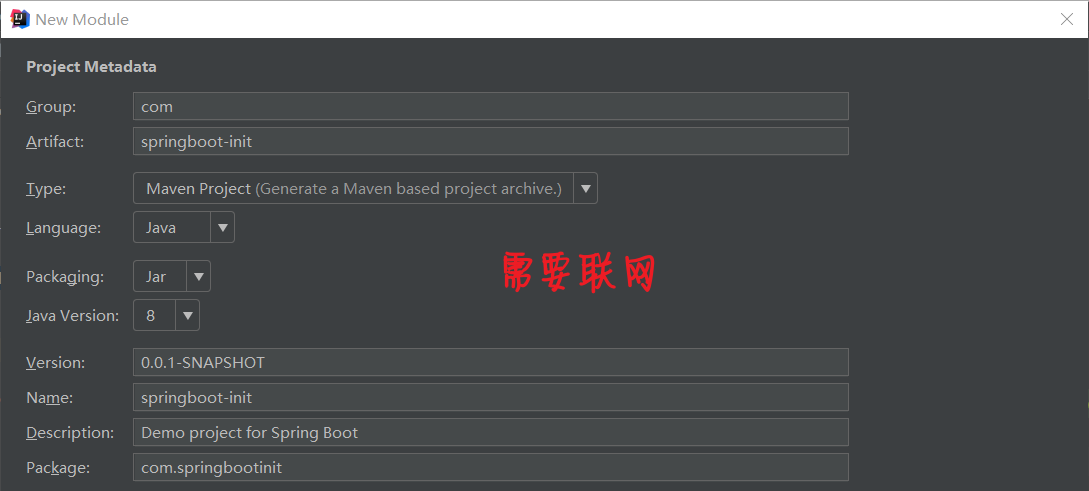 New Module
Project Metadata
Group: com
Artifact: springboot-init
Type: Maven Project (Generate a Maven based project archive.)
Language: Java
需要联网
Packaging: Jar
Java Version: 8
Version: 0.0.1-SNAPSHOT
Name: springboot-init
Description: Demo project for Spring Boot
Package: com.springbootinit